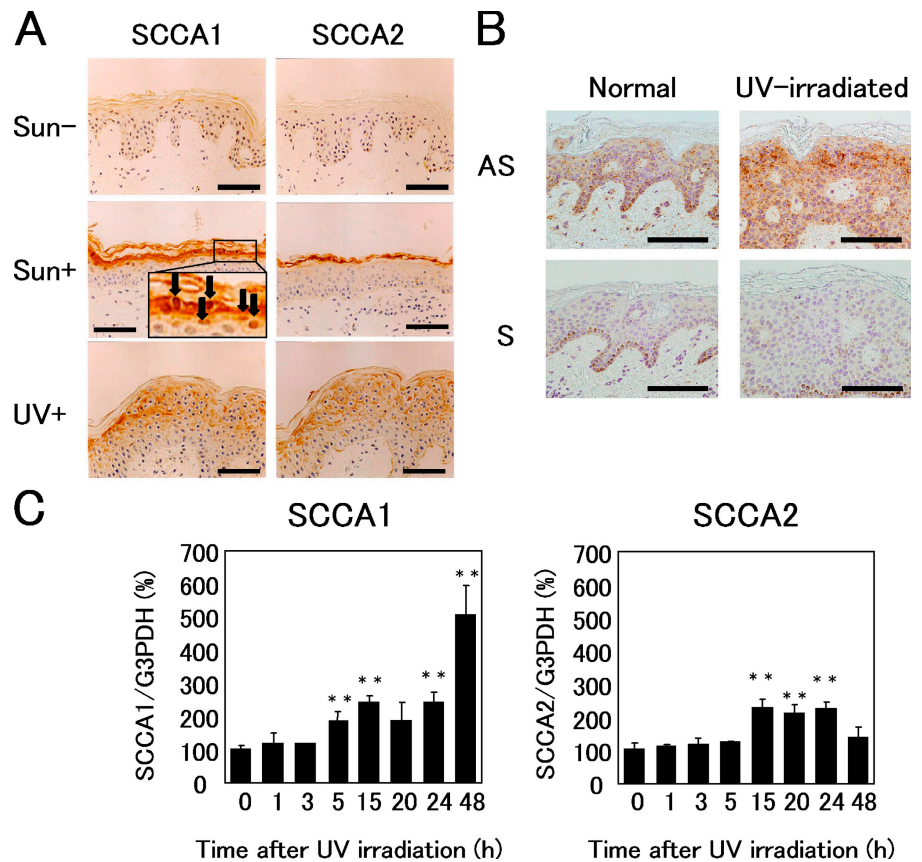 A
SCCA1 SCCA2
Sun−
Sun+
UV+
B
Normal UV−irradiated
AS
S
C
SCCA1
SCCA1/G3PDH (%)
700
600
500
400
300
200
100
0
** ** ** **
0 1 3 5 15 20 24 48
Time after UV irradiation (h)
SCCA2
SCCA2/G3PDH (%)
700
600
500
400
300
200
100
0
** ** **
0 1 3 5 15 20 24 48
Time after UV irradiation (h)